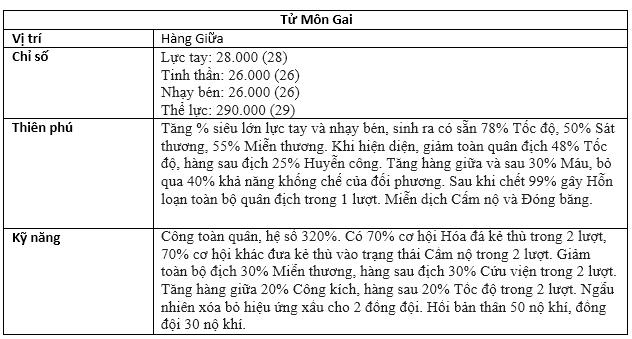 Tử Môn Gai
Vị trí Hàng Giữa
Chỉ số Lực tay: 28.000 (28)
Tinh thần: 26.000 (26)
Nhạy bén: 26.000 (26)
Thể lực: 290.000 (29)
Thiên phú Tăng % siêu lớn lực tay và nhạy bén, sinh ra có sẵn 78% Tốc độ, 50% Sát
thương, 55% Miễn thương. Khi hiện diện, giảm toàn quân địch 48% Tốc
độ, hàng sau địch 25% Huyễn công. Tăng hàng giữa và sau 30% Máu, bỏ
qua 40% khả năng khống chế của đối phương. Sau khi chết 99% gây Hỗn
loạn toàn bộ quân địch trong 1 lượt. Miễn dịch Cấm nộ và Đóng băng.
Kỹ năng Công toàn quân, hệ số 320%. Có 70% cơ hội Hóa đá kẻ thù trong 2 lượt,
70% cơ hội khác đưa kẻ thù vào trạng thái Câm nộ trong 2 lượt. Giảm
toàn bộ địch 30% Miễn thương, hàng sau địch 30% Cứu viện trong 2 lượt.
Tăng hàng giữa 20% Công kích, hàng sau 20% Tốc độ trong 2 lượt. Ngẫu
nhiên xóa bỏ hiệu ứng xấu cho 2 đồng đội. Hồi bản thân 50 nộ khí, đồng
đội 30 nộ khí.